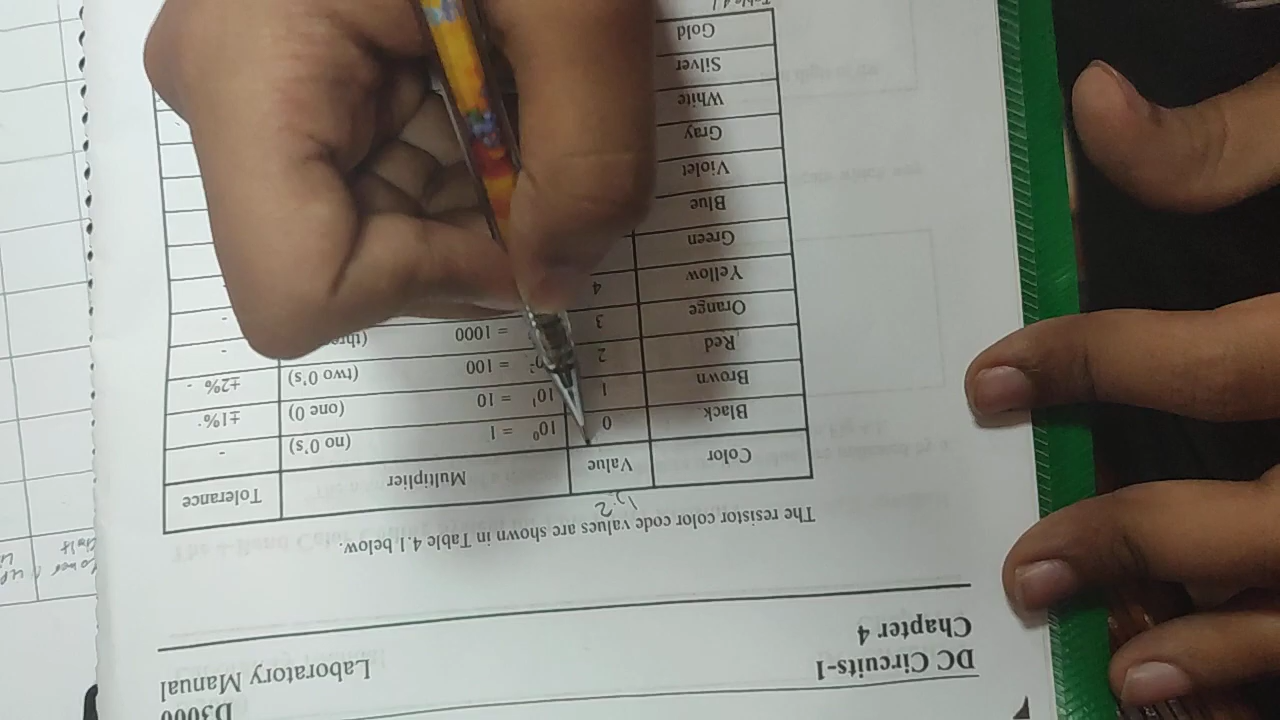 D3000
DC Circuits-1 Laboratory Manual
Chapter 4
The resistor color code values are shown in Table 4.1 below.
1,2
Color Value Multiplier Tolerance
Black 0 10⁰ = 1 (no 0's) -
Brown 1 10¹ = 10 (one 0) ±1%
Red 2 = 100 (two 0's) ±2%
Orange 3 = 1000 -
Yellow 4 -
Green
Blue
Violet
Gray
White
Silver
Gold
Table 4.1